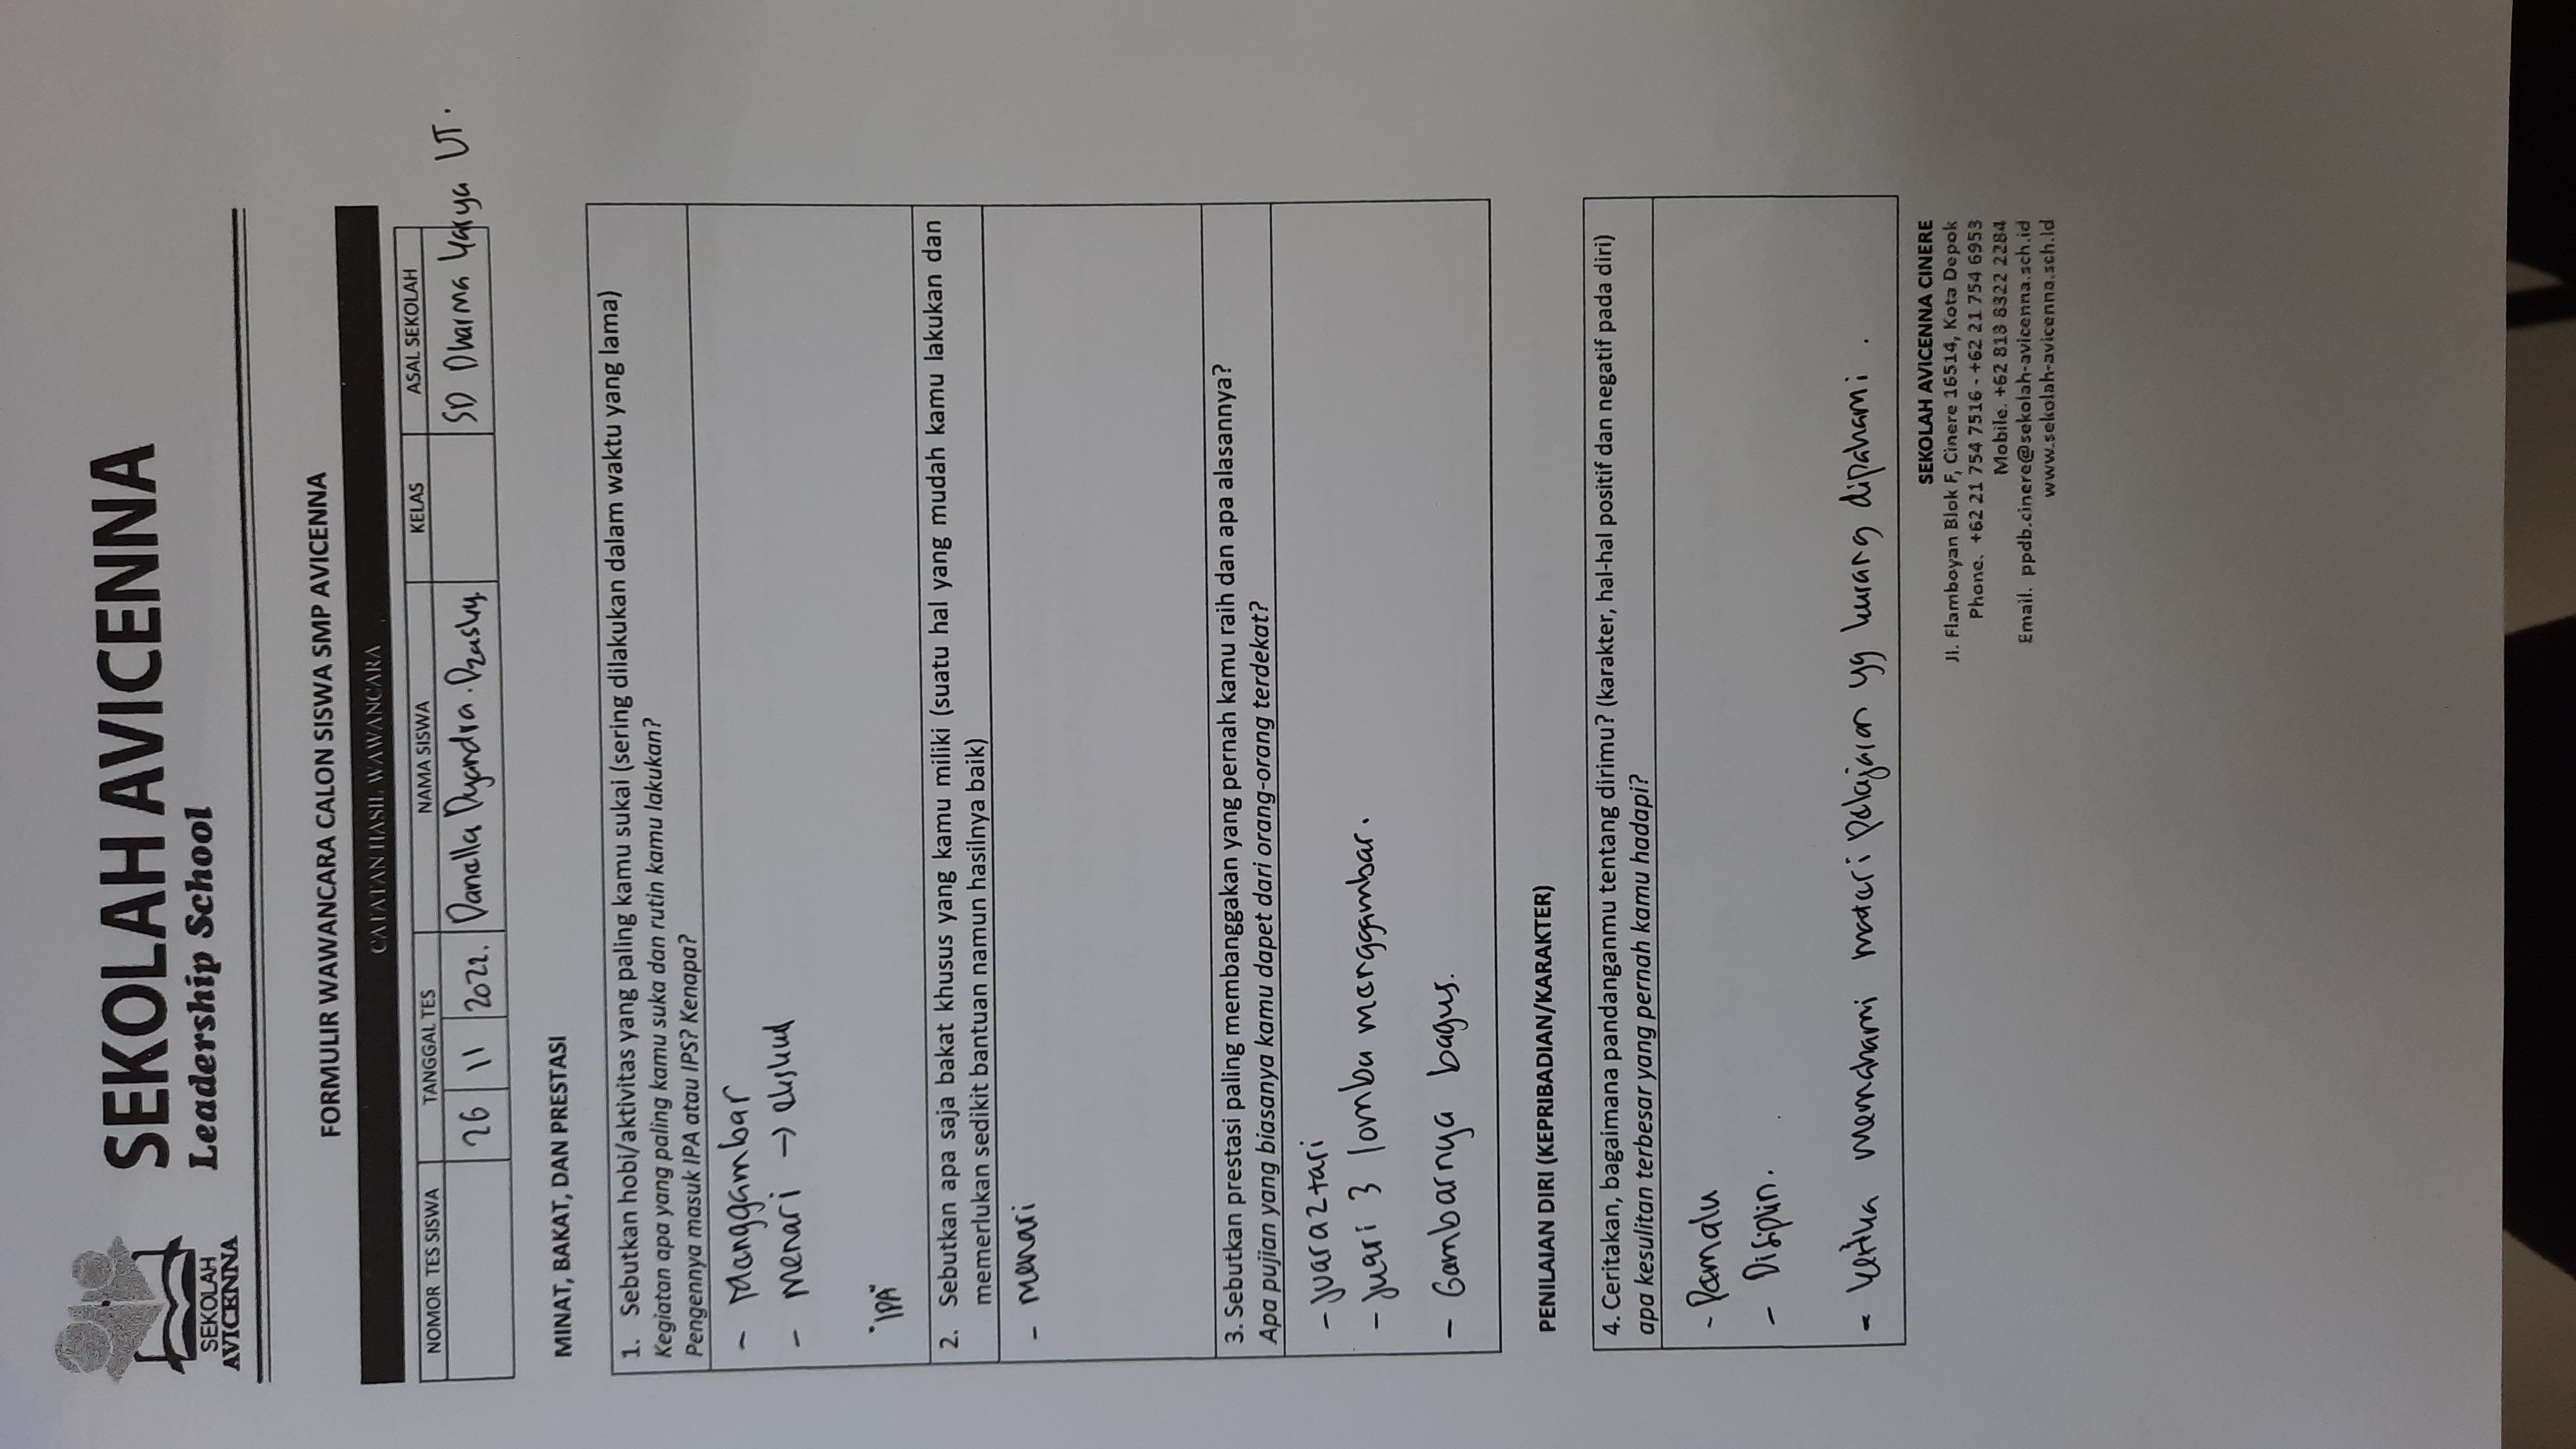 SEKOLAH
AVICENNA
SEKOLAH AVICENNA
Leadership School
FORMULIR WAWANCARA CALON SISWA SMP AVICENNA
CATATAN HASIL WAWANCARA
NOMOR TES SISWA TANGGAL TES NAMA SISWA KELAS ASAL SEKOLAH
26 11 2022. Danella Dyandra. Dzasky. SD Dharma Karya UT.
MINAT, BAKAT, DAN PRESTASI
1. Sebutkan hobi/aktivitas yang paling kamu sukai (sering dilakukan dalam waktu yang lama)
Kegiatan apa yang paling kamu suka dan rutin kamu lakukan?
Pengennya masuk IPA atau IPS? Kenapa?
- Menggambar
- menari → ekskul
"IPA"
2. Sebutkan apa saja bakat khusus yang kamu miliki (suatu hal yang mudah kamu lakukan dan
memerlukan sedikit bantuan namun hasilnya baik)
- menari
3. Sebutkan prestasi paling membanggakan yang pernah kamu raih dan apa alasannya?
Apa pujian yang biasanya kamu dapet dari orang-orang terdekat?
- Juara 2 tari
- Juari 3 lomba menggambar.
- Gambarnya bagus.
PENILAIAN DIRI (KEPRIBADIAN/KARAKTER)
4. Ceritakan, bagaimana pandanganmu tentang dirimu? (karakter, hal-hal positif dan negatif pada diri)
apa kesulitan terbesar yang pernah kamu hadapi?
- Pemalu
- Disiplin.
- ketika memahami materi pelajaran yg kurang dipahami.
SEKOLAH AVICENNA CINERE
Jl. Flamboyan Blok F, Cinere 16514, Kota Depok
Phone. +62 21 754 7516 - +62 21 754 6953
Mobile. +62 813 8322 2284
Email. ppdb.cinere@sekolah-avicenna.sch.id
www.sekolah-avicenna.sch.id